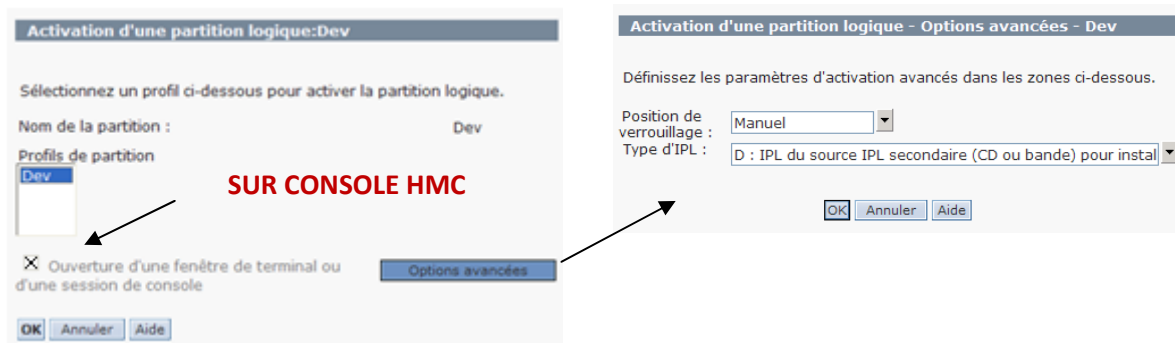 Activation d'une partition logique:Dev
Sélectionnez un profil ci-dessous pour activer la partition logique.
Nom de la partition :
Dev
Profils de partition
Dev
SUR CONSOLE HMC
Ouverture d'une fenêtre de terminal ou
d'une session de console
Options avancées
OK Annuler Aide
Activation d'une partition logique - Options avancées - Dev
Définissez les paramètres d'activation avancés dans les zones ci-dessous.
Position de
verrouillage :
Manuel
Type d'IPL :
D : IPL du source IPL secondaire (CD ou bande) pour instal
OK Annuler Aide